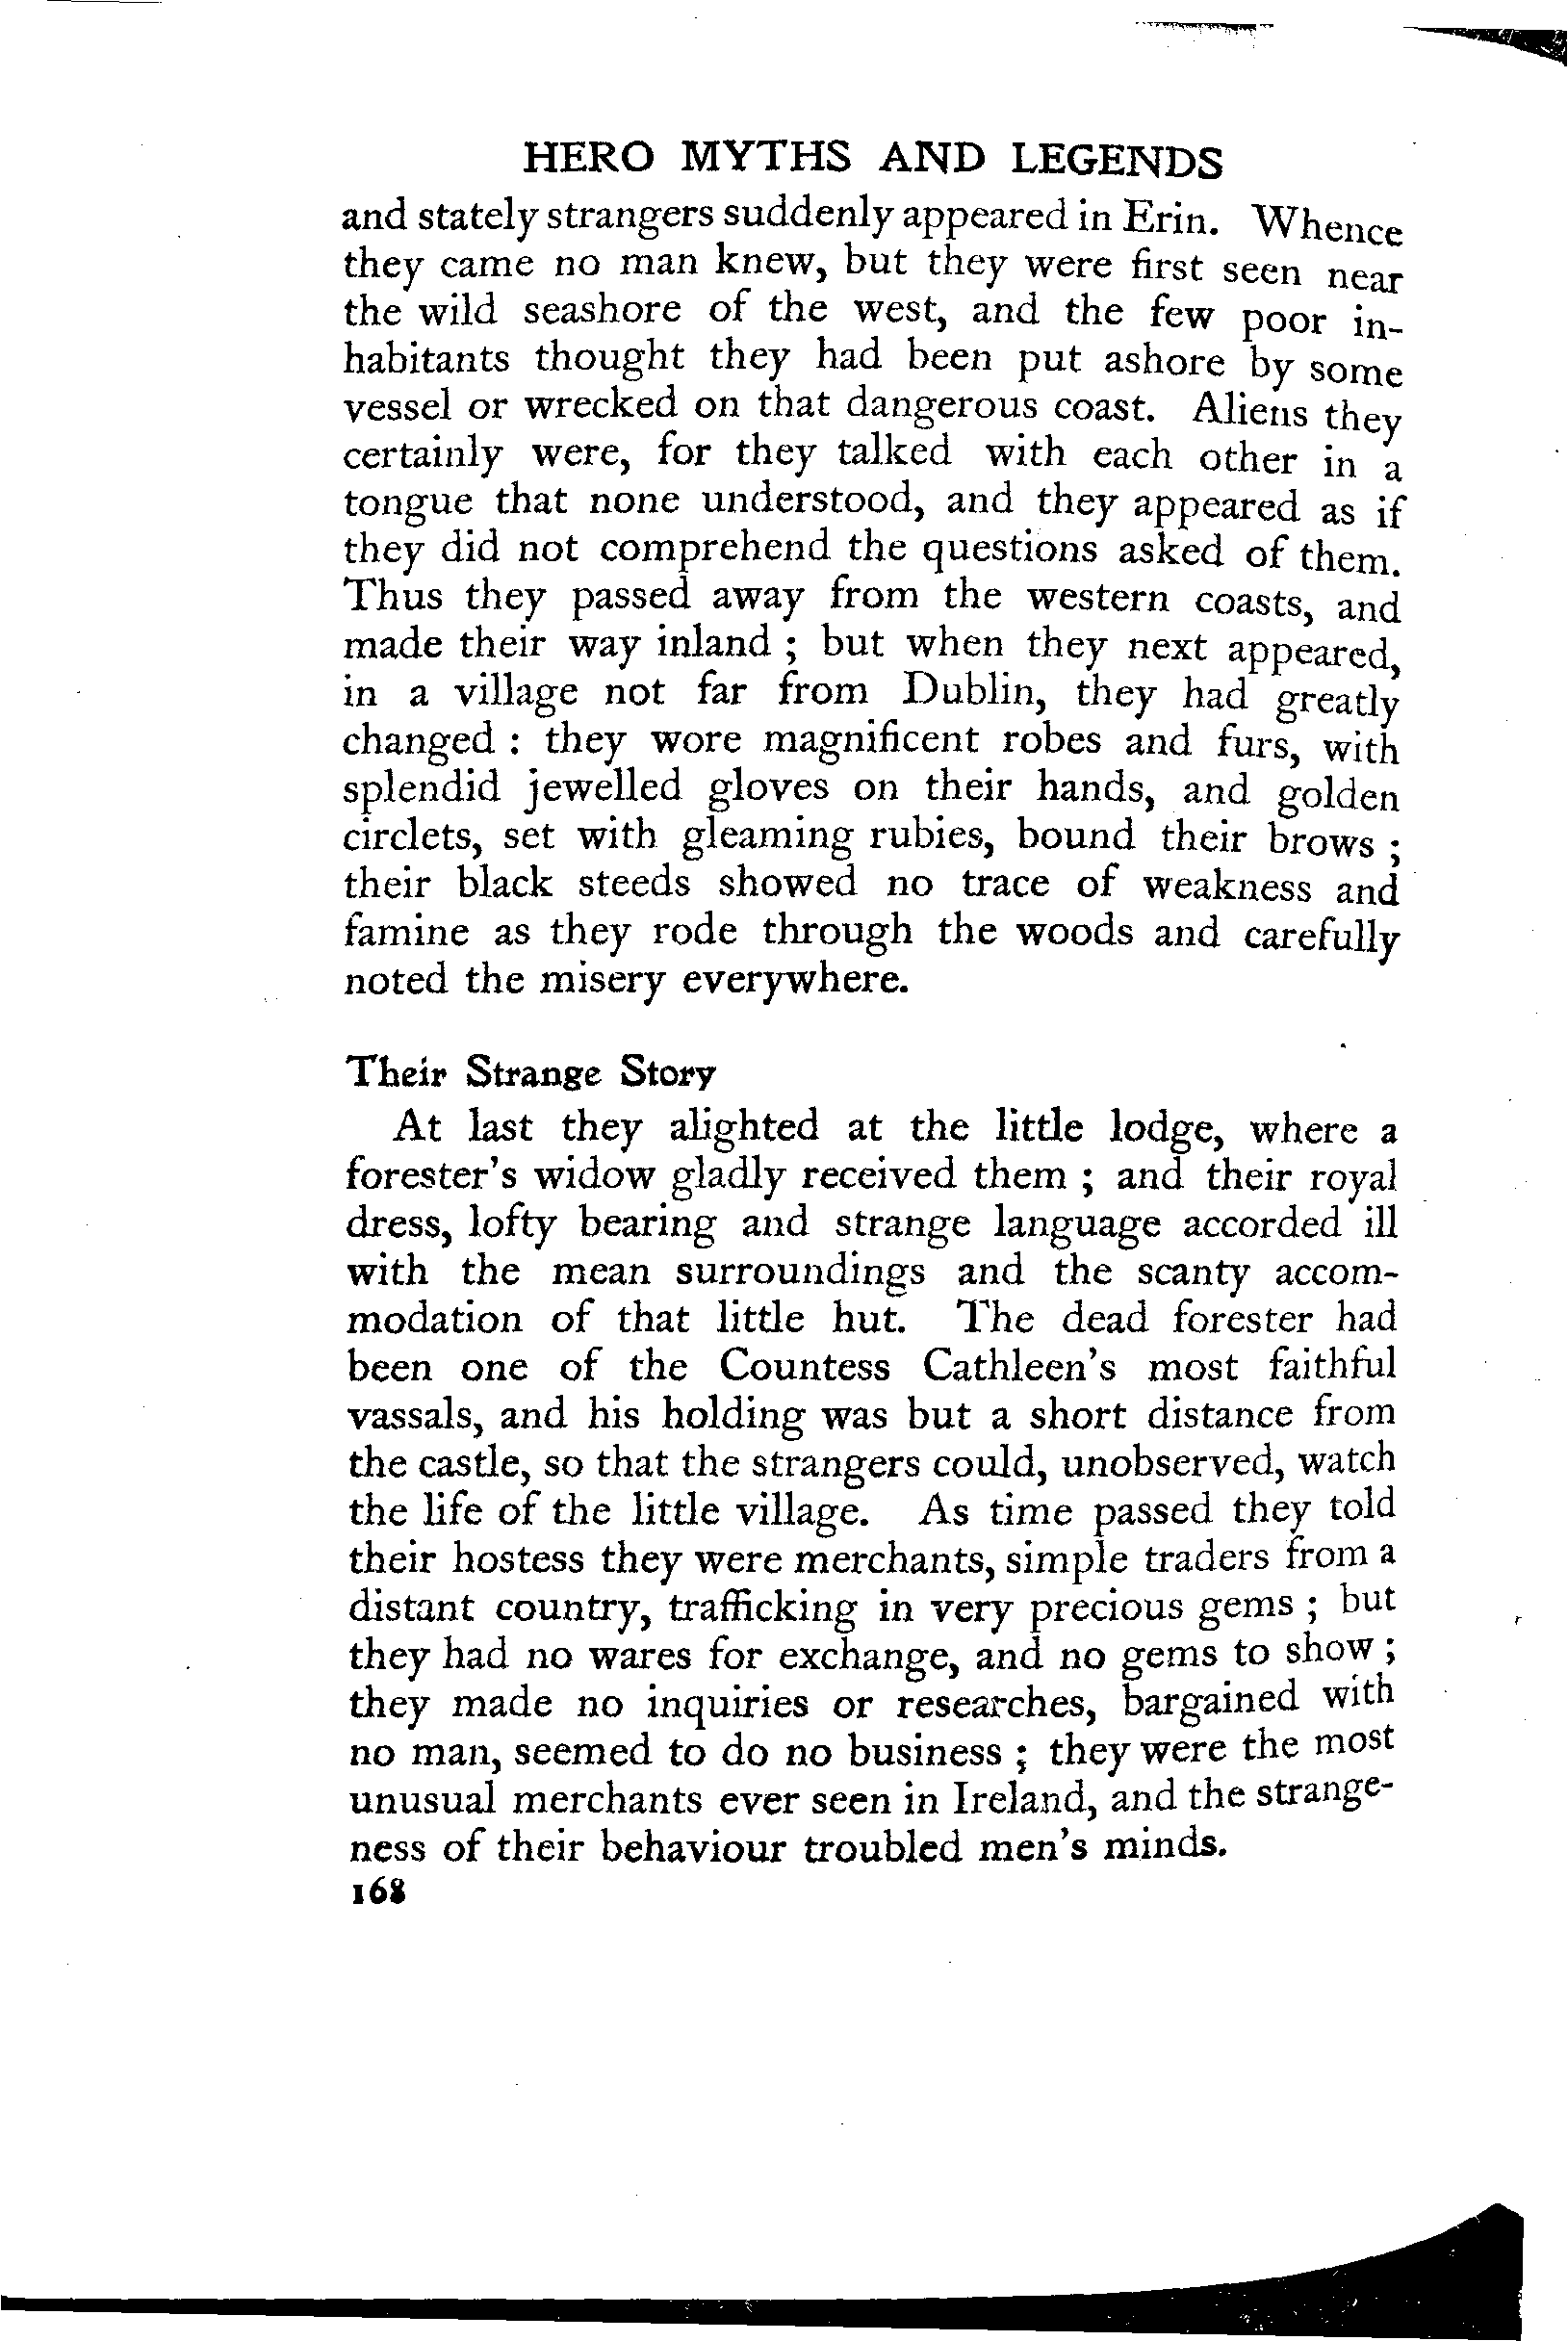 HERO MYTHS AND LEGENDS
and stately strangers suddenly appeared in Erin. Whence
they came no man knew, but they were first seen near
the wild seashore of the west, and the few poor in-
habitants thought they had been put ashore by some
vessel or wrecked on that dangerous coast. Aliens they
certainly were, for they talked with each other in a
tongue that none understood, and they appeared as if
they did not comprehend the questions asked of them.
Thus they passed away from the western coasts, and
made their way inland ; but when they next appeared,
in a village not far from Dublin, they had greatly
changed : they wore magnificent robes and furs, with
splendid jewelled gloves on their hands, and golden
circlets, set with gleaming rubies, bound their brows ;
their black steeds showed no trace of weakness and
famine as they rode through the woods and carefully
noted the misery everywhere.
Their Strange Story
At last they alighted at the little lodge, where a
forester's widow gladly received them ; and their royal
dress, lofty bearing and strange language accorded ill
with the mean surroundings and the scanty accom-
modation of that little hut. The dead forester had
been one of the Countess Cathleen's most faithful
vassals, and his holding was but a short distance from
the castle, so that the strangers could, unobserved, watch
the life of the little village. As time passed they told
their hostess they were merchants, simple traders from a
distant country, trafficking in very precious gems ; but
they had no wares for exchange, and no gems to show ;
they made no inquiries or researches, bargained with
no man, seemed to do no business ; they were the most
unusual merchants ever seen in Ireland, and the strange-
ness of their behaviour troubled men's minds.
168